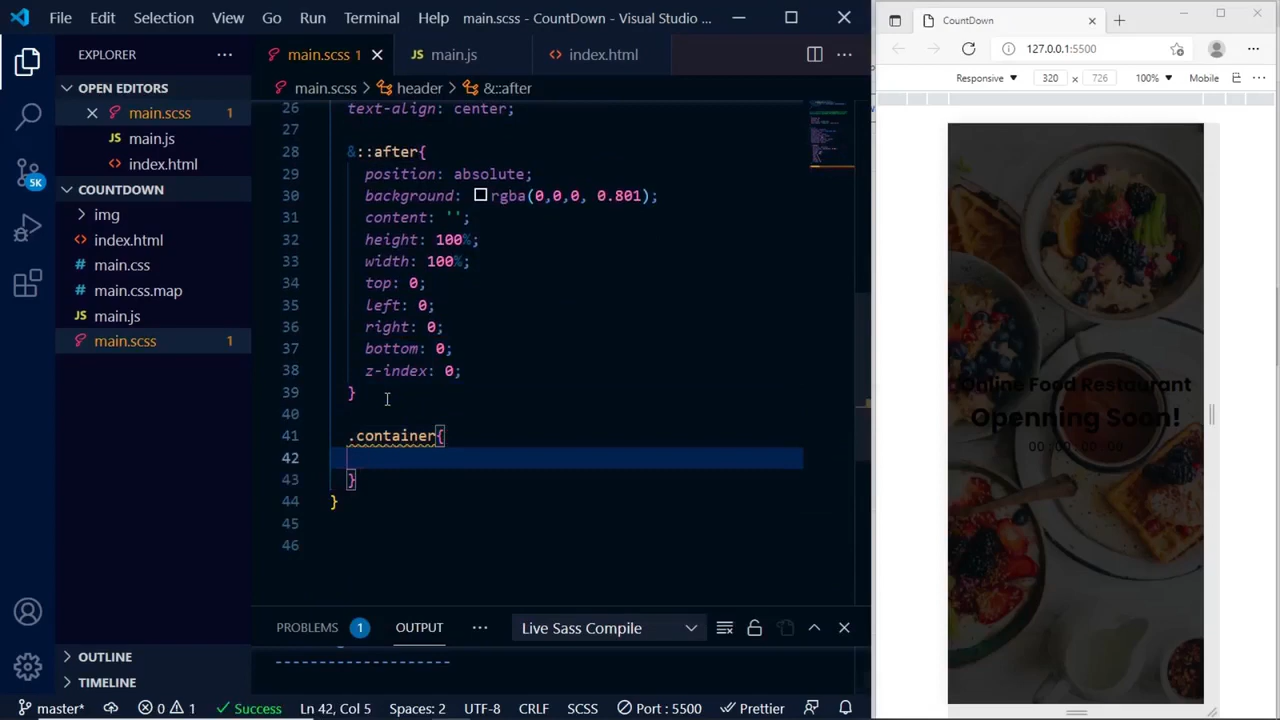 File Edit Selection View Go Run Terminal Help main.scss - CountDown - Visual Studio ...
EXPLORER
OPEN EDITORS
main.scss 1
main.js
index.html
COUNTDOWN
img
index.html
main.css
main.css.map
main.js
main.scss 1
5K
OUTLINE
TIMELINE
main.scss 1
main.js
index.html
main.scss > header > &::after
26 text-align: center;
27
28 &::after{
29 position: absolute;
30 background: rgba(0,0,0, 0.801);
31 content: '';
32 height: 100%;
33 width: 100%;
34 top: 0;
35 left: 0;
36 right: 0;
37 bottom: 0;
38 z-index: 0;
39 }
40
41 .container{
42
43 }
44 }
45
46
PROBLEMS 1 OUTPUT ... Live Sass Compile
--------------------
master* 0 1 Success Ln 42, Col 5 Spaces: 2 UTF-8 CRLF SCSS Port : 5500 Prettier
CountDown
127.0.0.1:5500
Responsive 320 x 726 100% Mobile
Online Food Restaurant
Openning Soon!
00 : 00 : 00 : 00